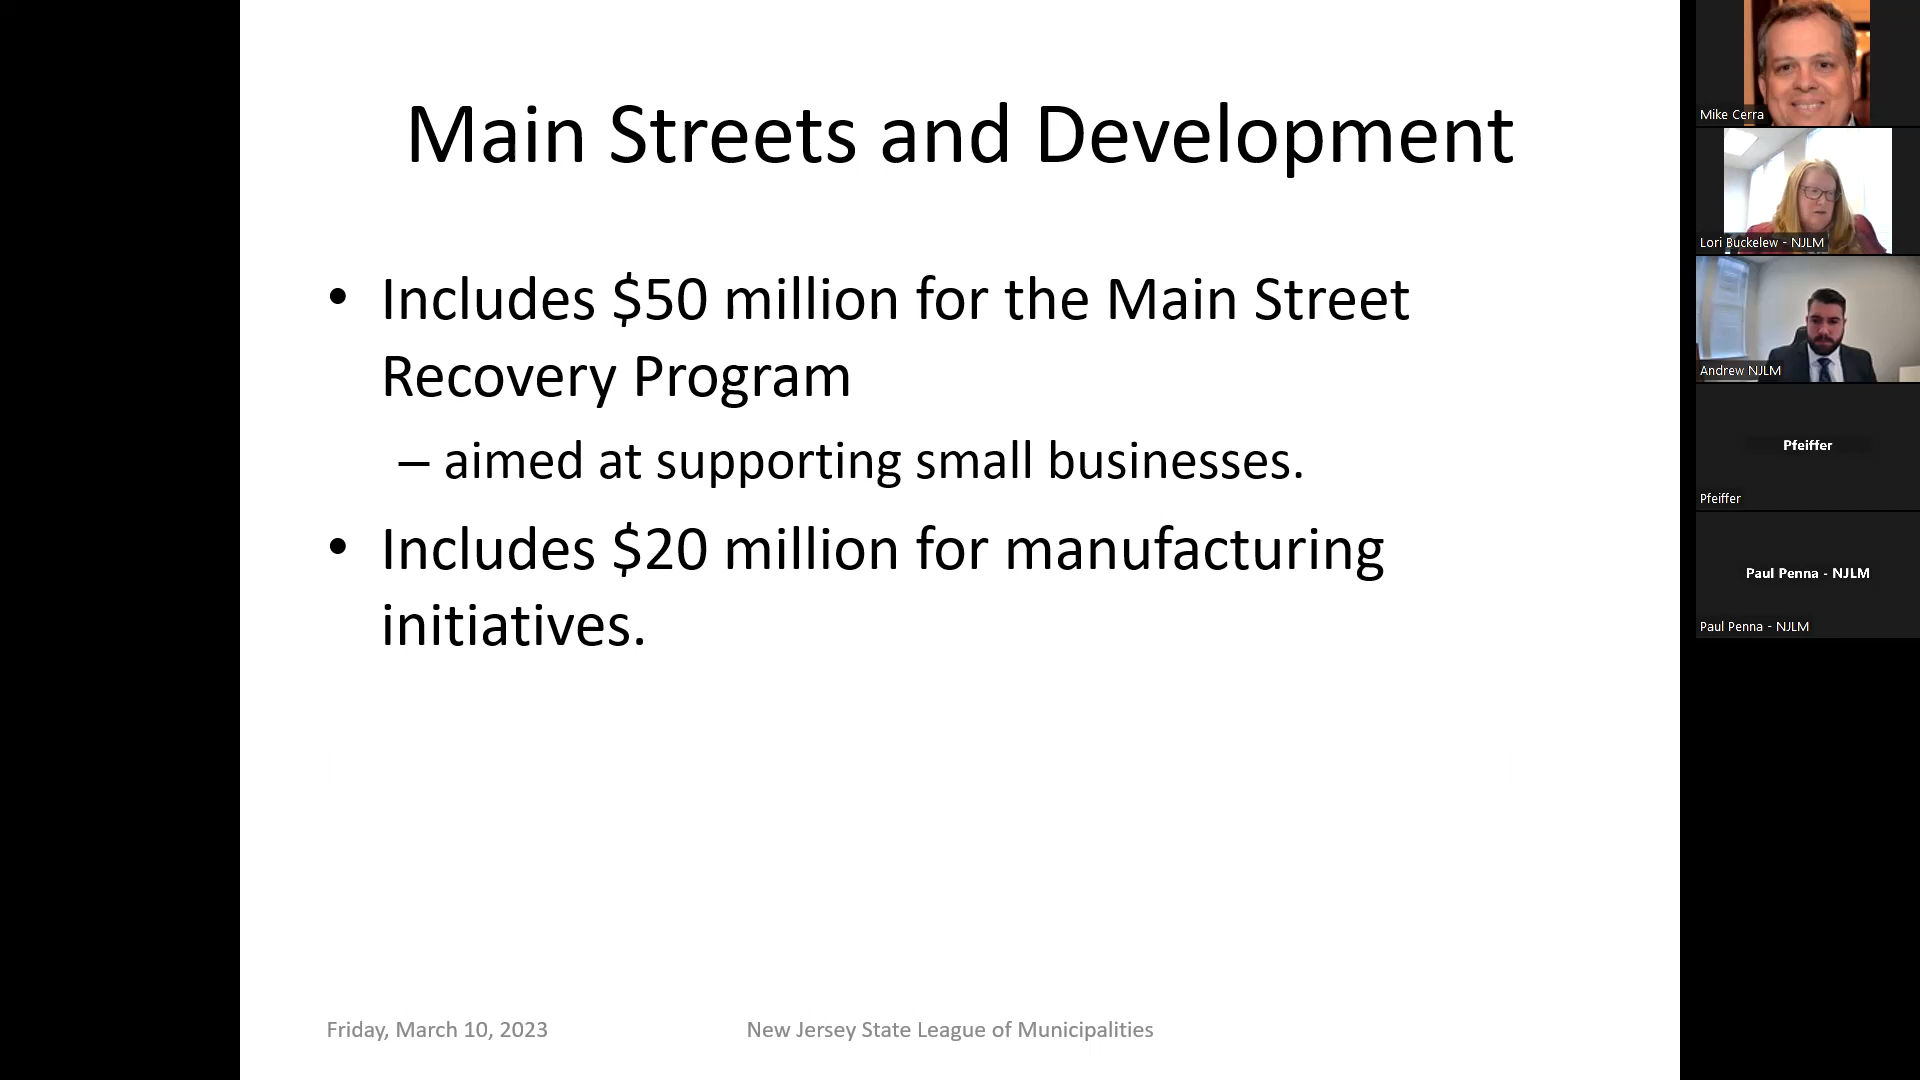 Main Streets and Development
• Includes $50 million for the Main Street
Recovery Program
– aimed at supporting small businesses.
• Includes $20 million for manufacturing
initiatives.
Friday, March 10, 2023
New Jersey State League of Municipalities
Mike Cerra
Lori Buckelew - NJLM
Andrew NJLM
Pfeiffer
Pfeiffer
Paul Penna - NJLM
Paul Penna - NJLM